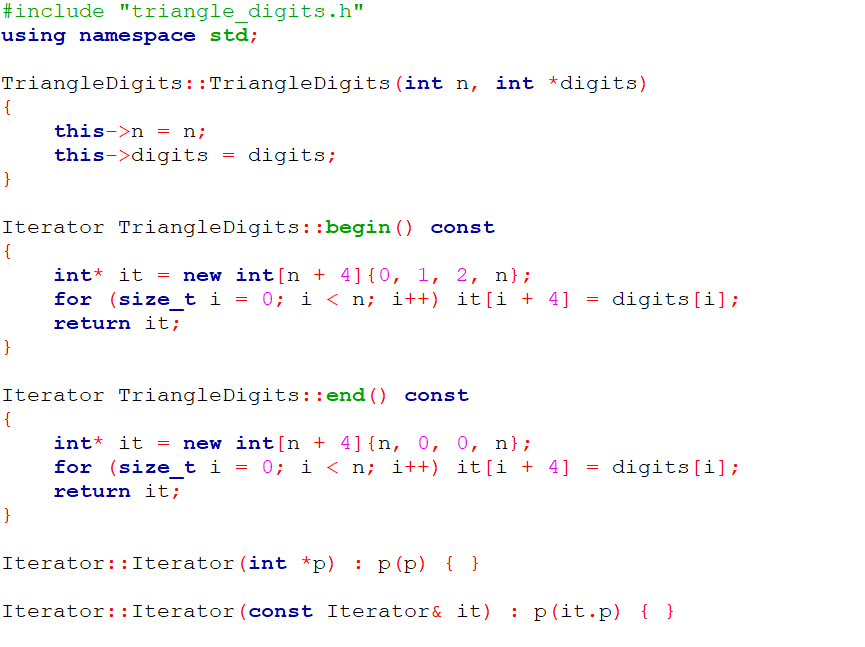 #include "triangle_digits.h"
using namespace std;

TriangleDigits::TriangleDigits(int n, int *digits)
{
    this->n = n;
    this->digits = digits;
}

Iterator TriangleDigits::begin() const
{
    int* it = new int[n + 4]{0, 1, 2, n};
    for (size_t i = 0; i < n; i++) it[i + 4] = digits[i];
    return it;
}

Iterator TriangleDigits::end() const
{
    int* it = new int[n + 4]{n, 0, 0, n};
    for (size_t i = 0; i < n; i++) it[i + 4] = digits[i];
    return it;
}

Iterator::Iterator(int *p) : p(p) { }

Iterator::Iterator(const Iterator& it) : p(it.p) { }